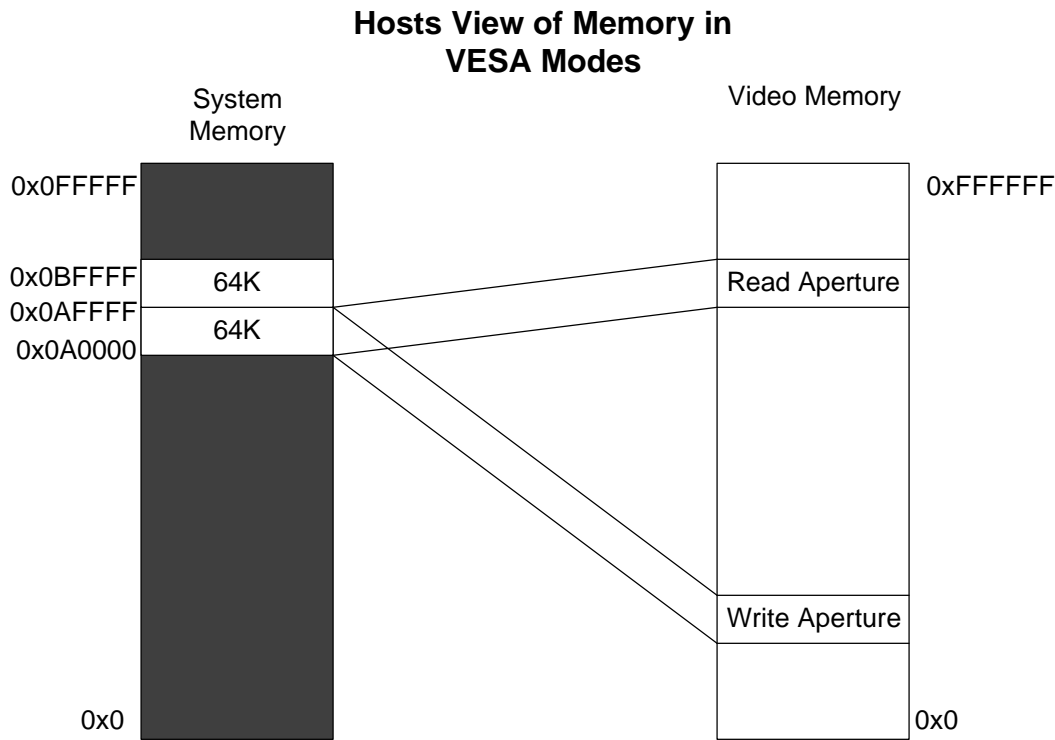 Hosts View of Memory in
VESA Modes
System
Memory
Video Memory
0x0FFFFF
0xFFFFFF
0x0BFFFF
64K
Read Aperture
0x0AFFFF
64K
0x0A0000
Write Aperture
0x0
0x0